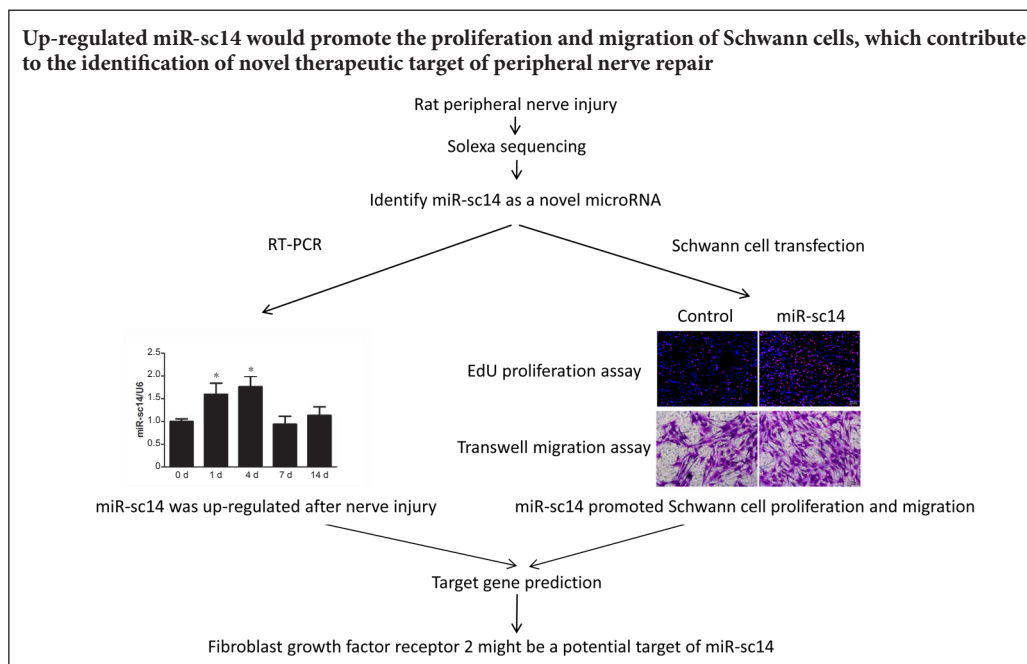 Up-regulated miR-sc14 would promote the proliferation and migration of Schwann cells, which contribute
to the identification of novel therapeutic target of peripheral nerve repair
Rat peripheral nerve injury
Solexa sequencing
Identify miR-sc14 as a novel microRNA
RT-PCR
Schwann cell transfection
Control
miR-sc14
EdU proliferation assay
Transwell migration assay
miR-sc14/U6
2.5
2.0
1.5
1.0
0.5
0
* *
0 d 1 d 4 d 7 d 14 d
miR-sc14 was up-regulated after nerve injury
miR-sc14 promoted Schwann cell proliferation and migration
Target gene prediction
Fibroblast growth factor receptor 2 might be a potential target of miR-sc14